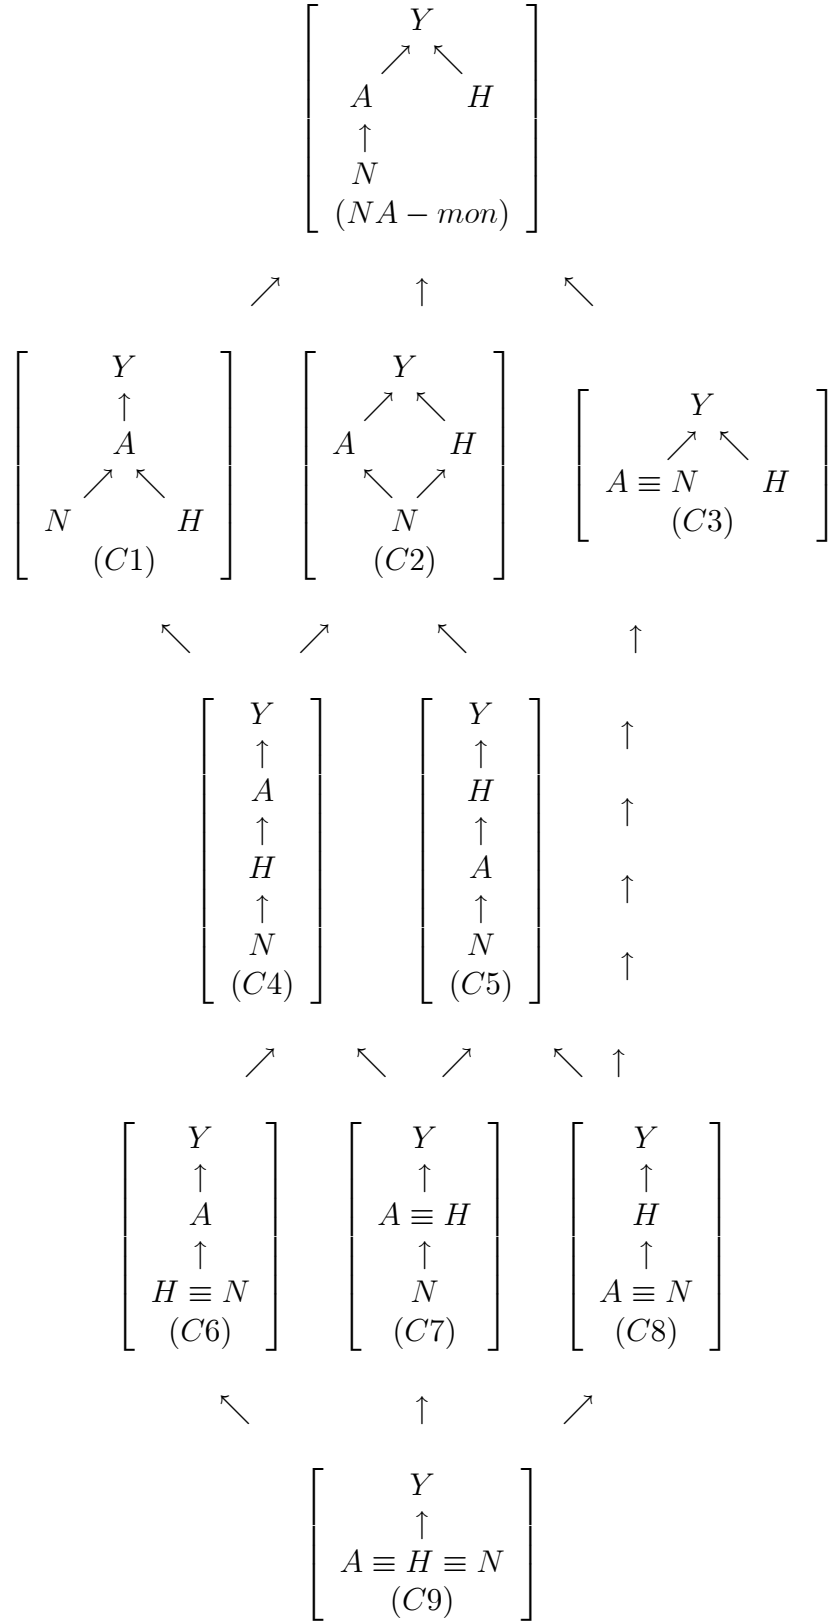 Y
↗ ↖
A H
↑
N
(NA − mon)
↗ ↑ ↖
Y
↑
A
↗ ↖
N H
(C1)
Y
↗ ↖
A H
↖ ↗
N
(C2)
Y
↗ ↖
A ≡ N H
(C3)
↖ ↗ ↖ ↑
Y
↑
A
↑
H
↑
N
(C4)
Y
↑
H
↑
A
↑
N
(C5)
↑
↑
↑
↑
↗ ↖ ↗ ↖ ↑
Y
↑
A
↑
H ≡ N
(C6)
Y
↑
A ≡ H
↑
N
(C7)
Y
↑
H
↑
A ≡ N
(C8)
↖ ↑ ↗
Y
↑
A ≡ H ≡ N
(C9)